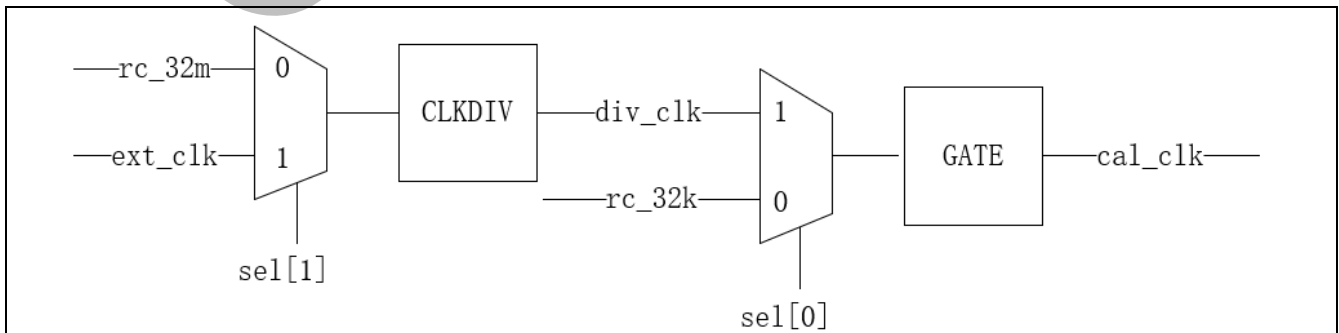 rc_32m
0
CLKDIV
div_clk
1
ext_clk
1
GATE
cal_clk
rc_32k
0
sel[1]
sel[0]